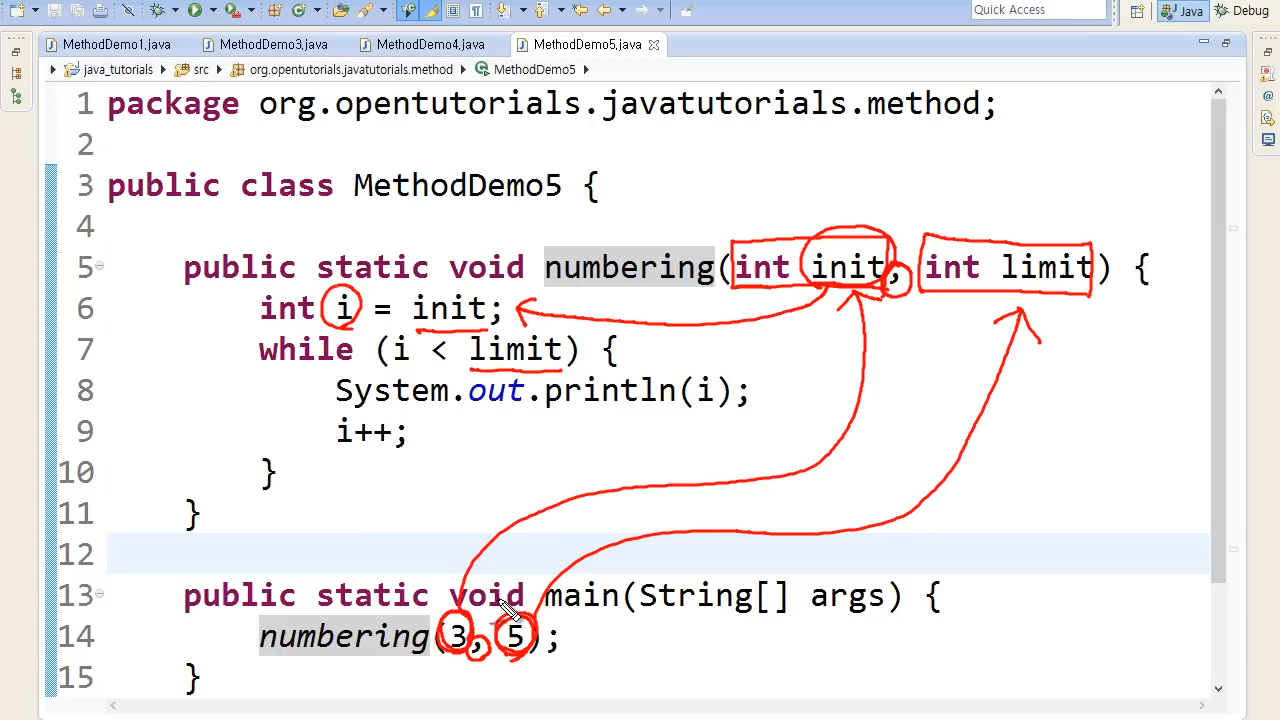 Quick Access
Java
Debug
MethodDemo1.java
MethodDemo3.java
MethodDemo4.java
MethodDemo5.java
java_tutorials
src
org.opentutorials.javatutorials.method
MethodDemo5
1 package org.opentutorials.javatutorials.method;
2
3 public class MethodDemo5 {
4
5 public static void numbering(int init, int limit) {
6 int i = init;
7 while (i < limit) {
8 System.out.println(i);
9 i++;
10 }
11 }
12
13 public static void main(String[] args) {
14 numbering(3, 5);
15 }